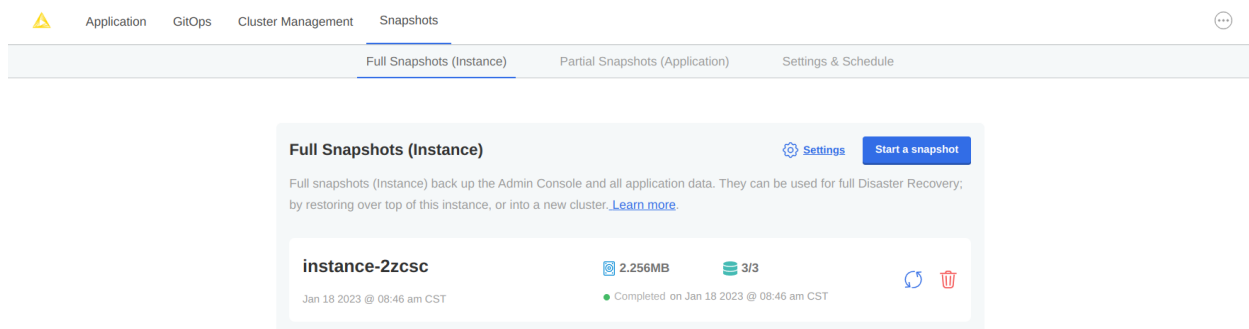 Application GitOps Cluster Management Snapshots
Full Snapshots (Instance) Partial Snapshots (Application) Settings & Schedule
Full Snapshots (Instance) Settings Start a snapshot
Full snapshots (Instance) back up the Admin Console and all application data. They can be used for full Disaster Recovery;
by restoring over top of this instance, or into a new cluster. Learn more.
instance-2zcsc 2.256MB 3/3
Jan 18 2023 @ 08:46 am CST Completed on Jan 18 2023 @ 08:46 am CST